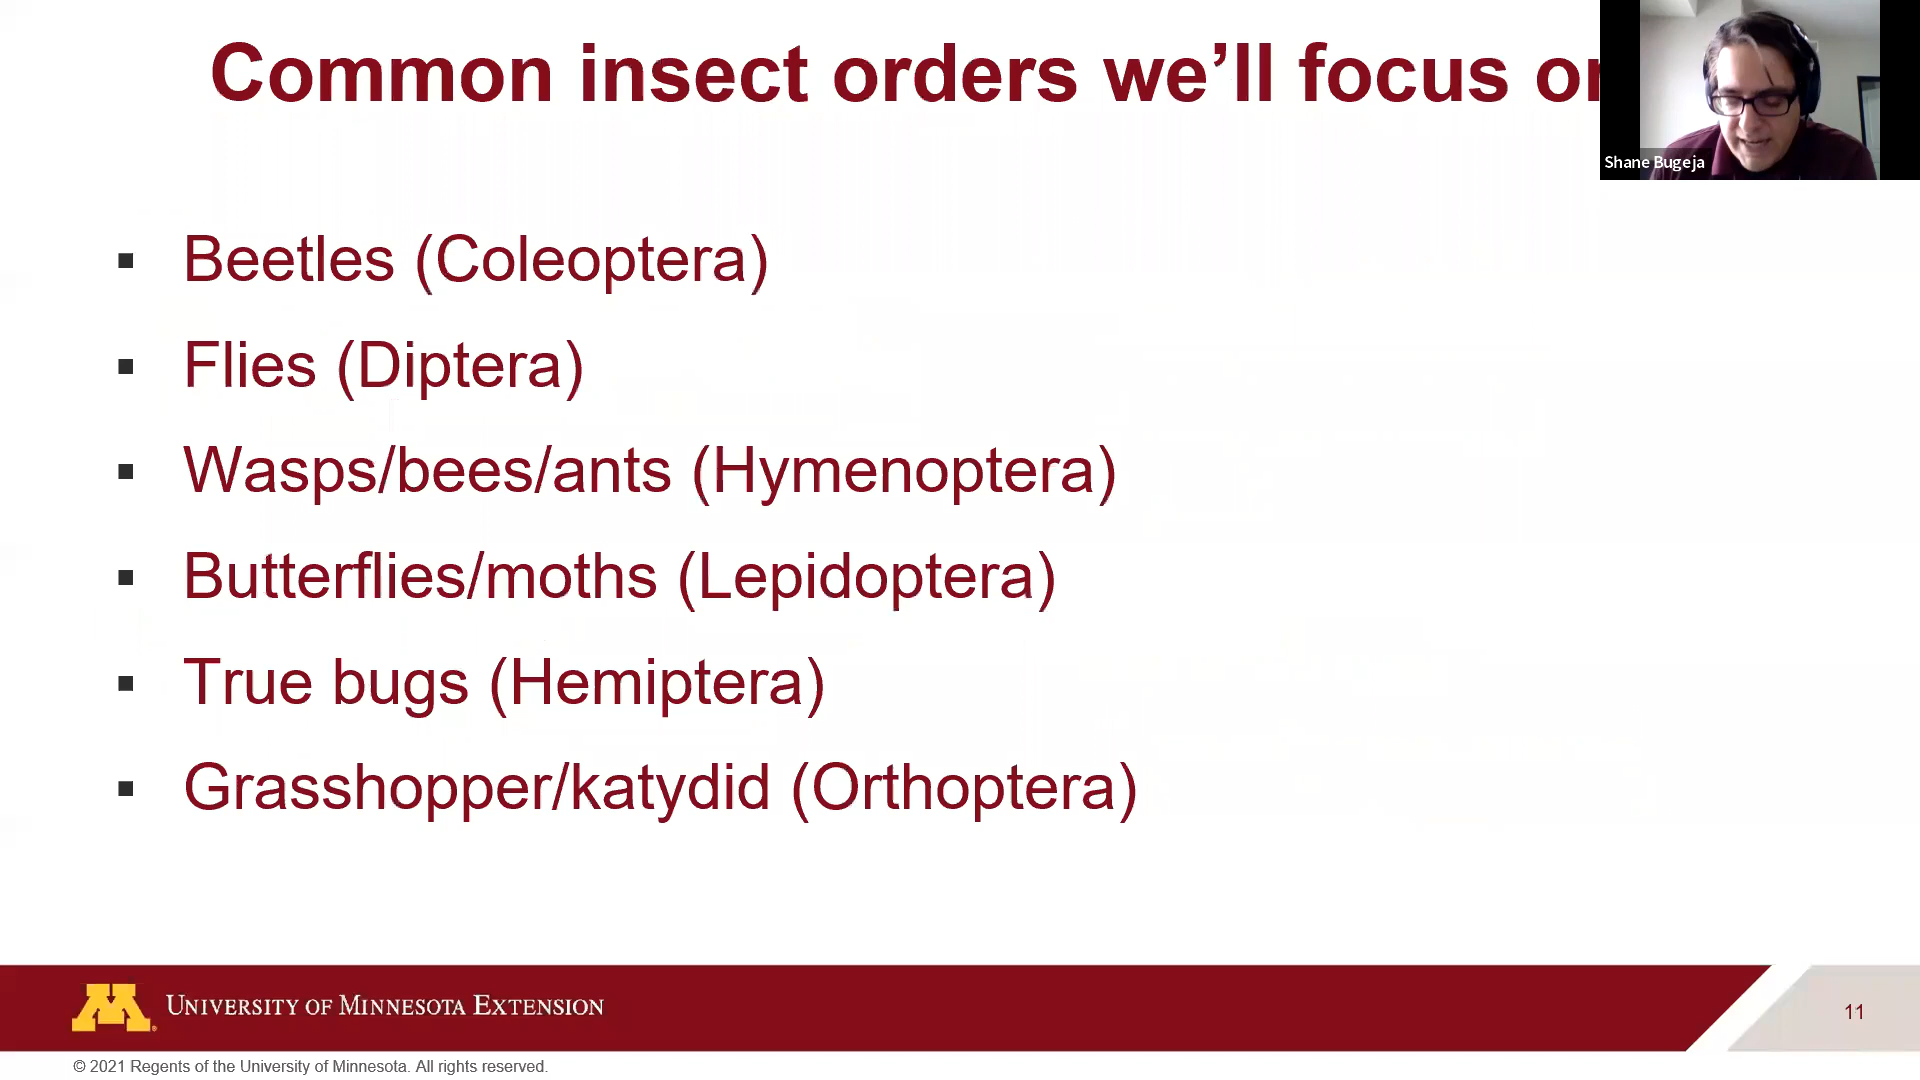 Common insect orders we’ll focus on
Shane Bugeja
▪ Beetles (Coleoptera)
▪ Flies (Diptera)
▪ Wasps/bees/ants (Hymenoptera)
▪ Butterflies/moths (Lepidoptera)
▪ True bugs (Hemiptera)
▪ Grasshopper/katydid (Orthoptera)
M
University of Minnesota Extension
11
© 2021 Regents of the University of Minnesota. All rights reserved.